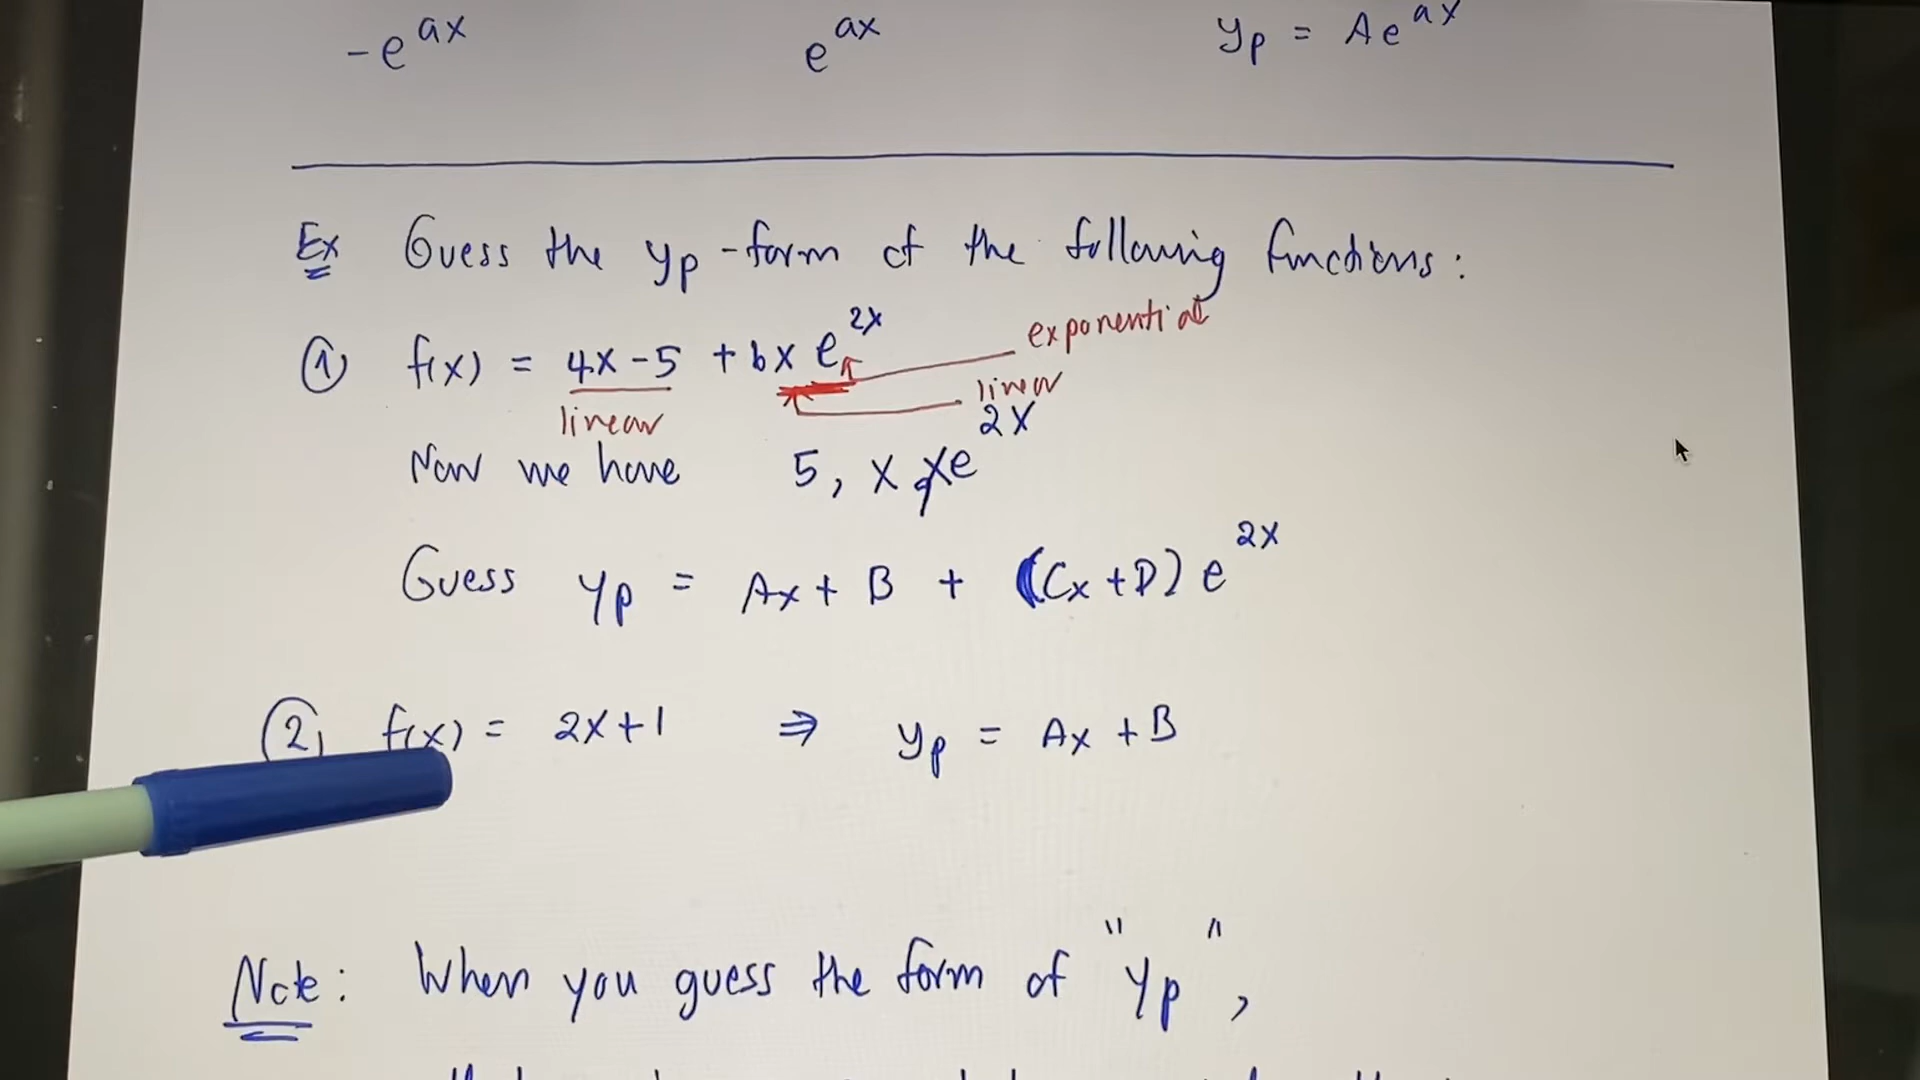 -e^ax e^ax yp = Ae^ax
Ex Guess the yp-form of the following functions:
① f(x) = 4x-5 + 6x e^2x exponential
linear linear
Now we have 5, x, xe^2x
Guess yp = Ax + B + (Cx + D) e^2x
② f(x) = 2x+1 ⇒ yp = Ax + B
Note: When you guess the form of "yp",